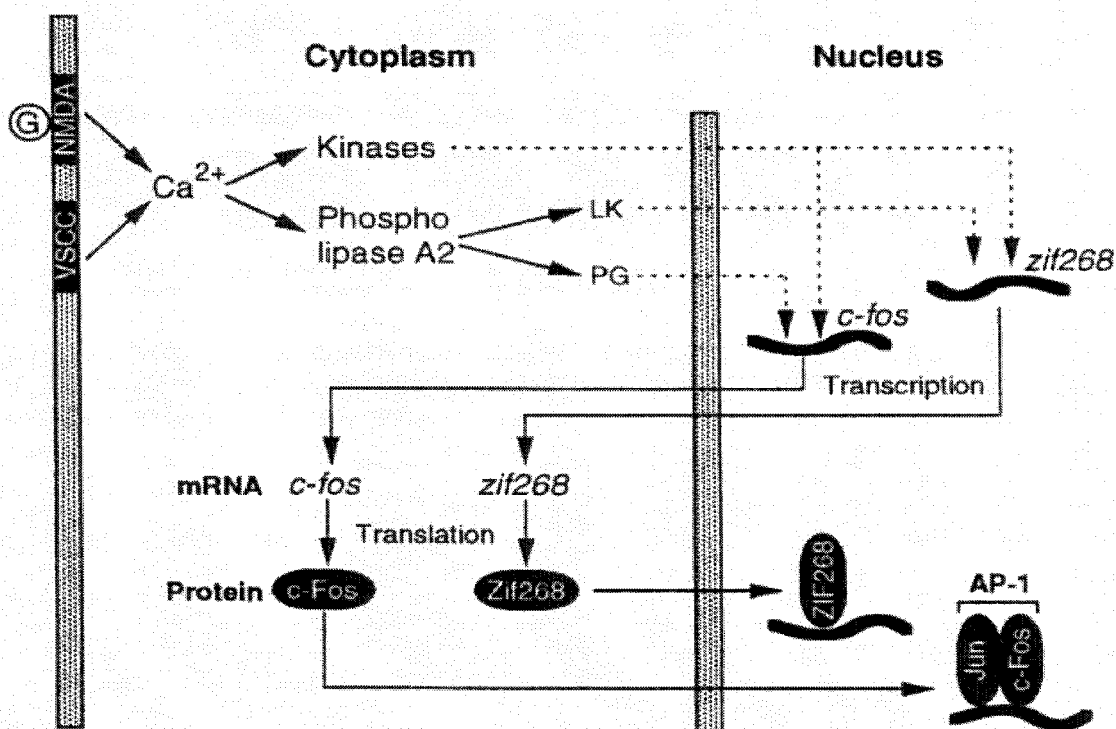 Cytoplasm
Nucleus
G
NMDA
VSCC
Ca2+
Kinases
Phospho
lipase A2
LK
PG
zif268
c-fos
Transcription
mRNA c-fos zif268
Translation
Protein c-Fos Zif268
ZIF268
AP-1
Jun
c-Fos